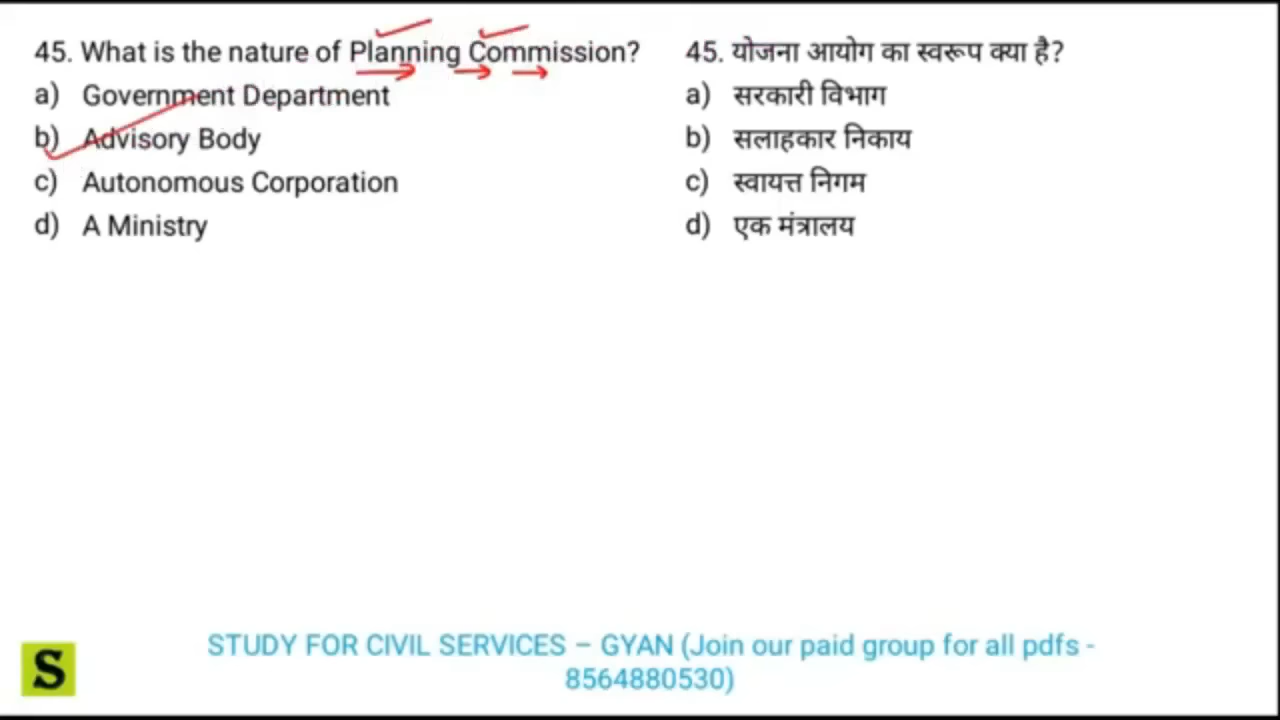 45. What is the nature of Planning Commission?
a) Government Department
b) Advisory Body
c) Autonomous Corporation
d) A Ministry
45. योजना आयोग का स्वरूप क्या है?
a) सरकारी विभाग
b) सलाहकार निकाय
c) स्वायत्त निगम
d) एक मंत्रालय
S
STUDY FOR CIVIL SERVICES – GYAN (Join our paid group for all pdfs -
8564880530)